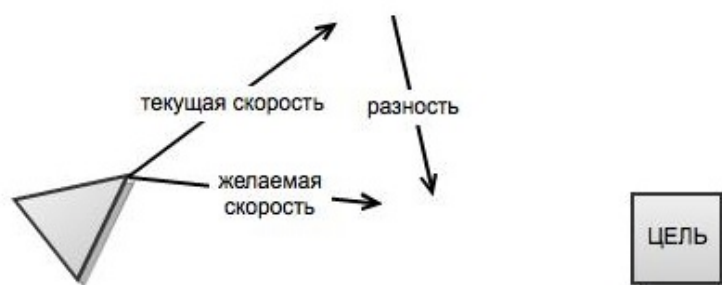 текущая скорость
разность
желаемая
скорость
ЦЕЛЬ